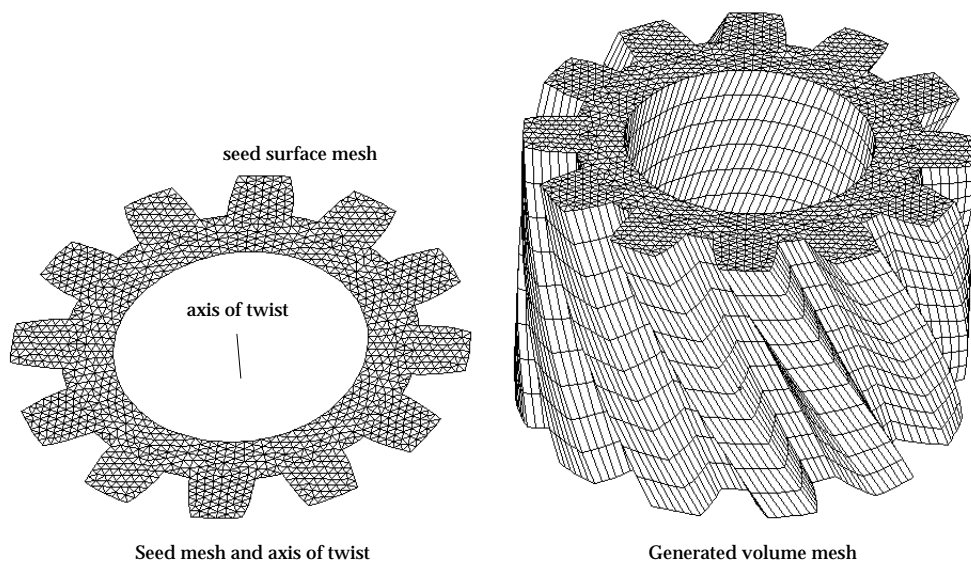 seed surface mesh
axis of twist
Seed mesh and axis of twist
Generated volume mesh